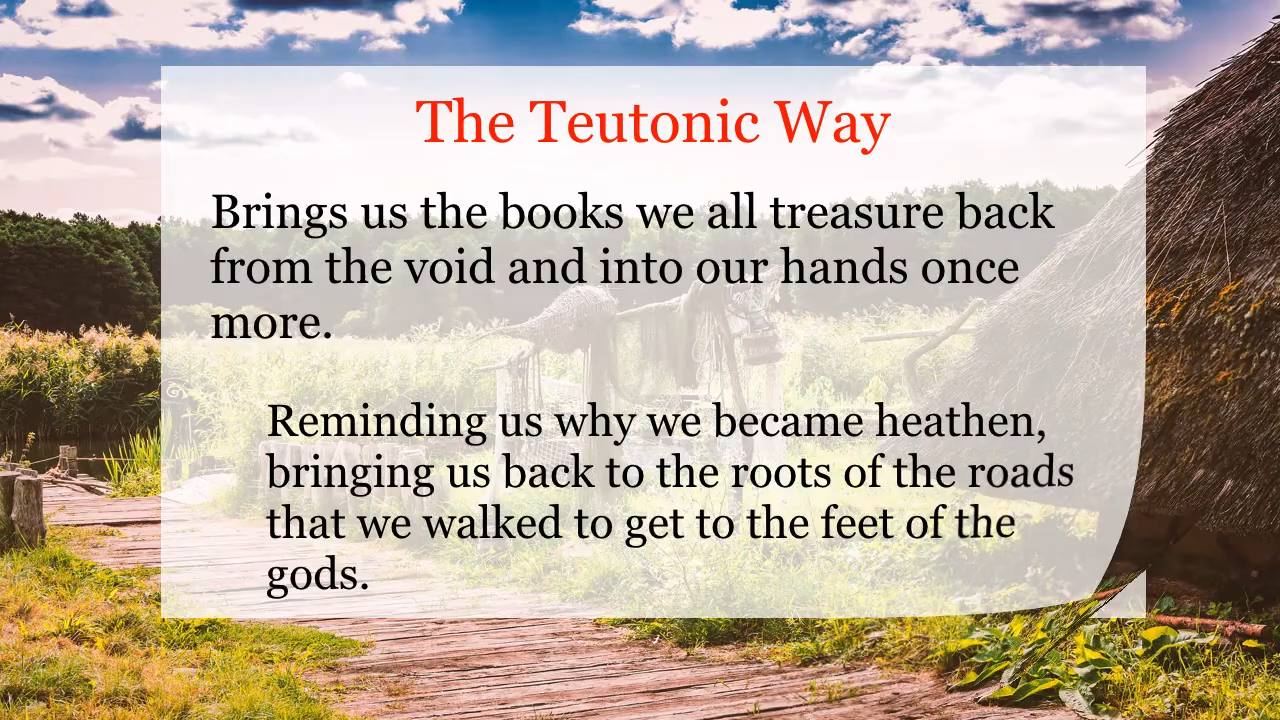 The Teutonic Way
Brings us the books we all treasure back
from the void and into our hands once
more.
Reminding us why we became heathen,
bringing us back to the roots of the roads
that we walked to get to the feet of the
gods.